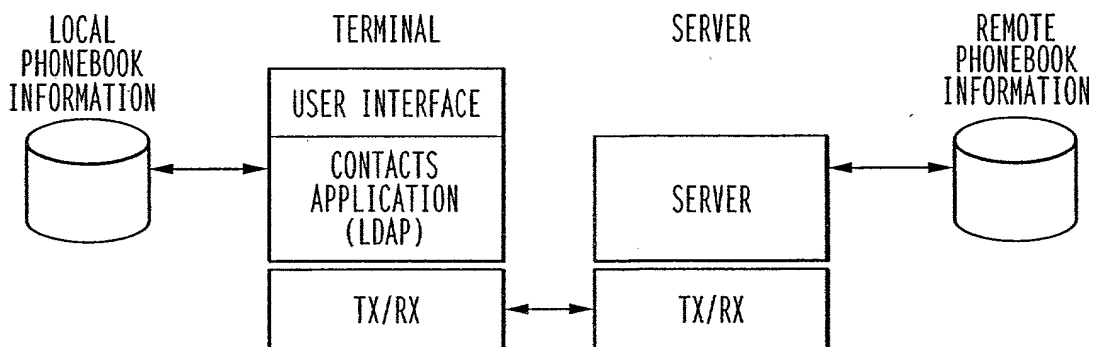 LOCAL
PHONEBOOK
INFORMATION
TERMINAL
SERVER
REMOTE
PHONEBOOK
INFORMATION
USER INTERFACE
CONTACTS
APPLICATION
(LDAP)
SERVER
TX/RX
TX/RX